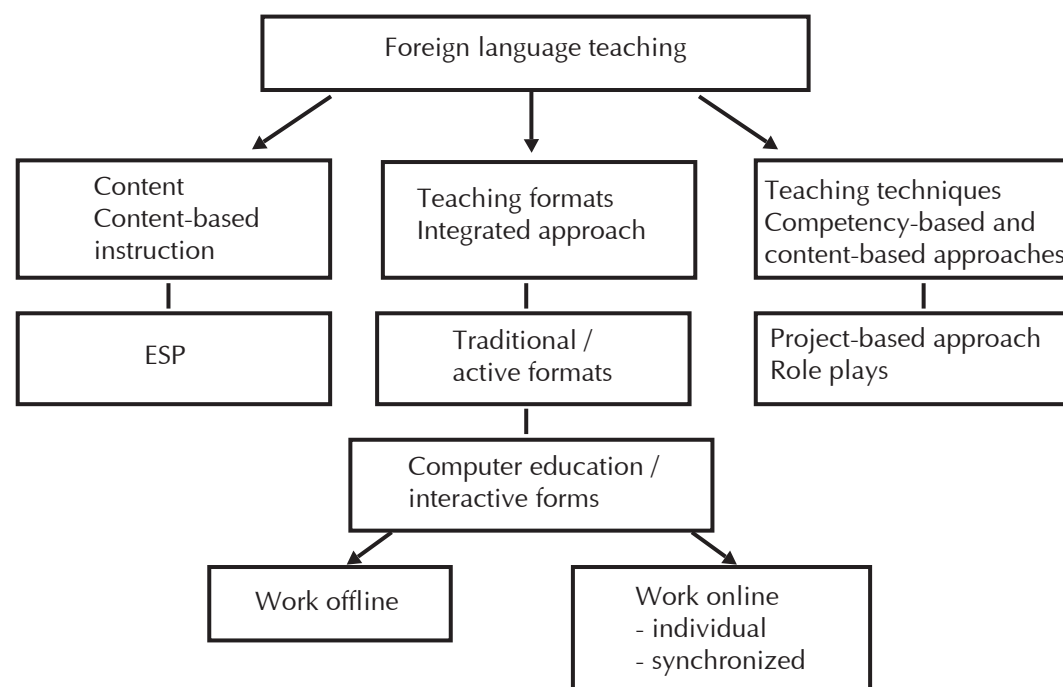 Foreign language teaching
Content
Content-based
instruction
Teaching formats
Integrated approach
Teaching techniques
Competency-based and
content-based approaches
ESP
Traditional /
active formats
Project-based approach
Role plays
Computer education /
interactive forms
Work offline
Work online
- individual
- synchronized